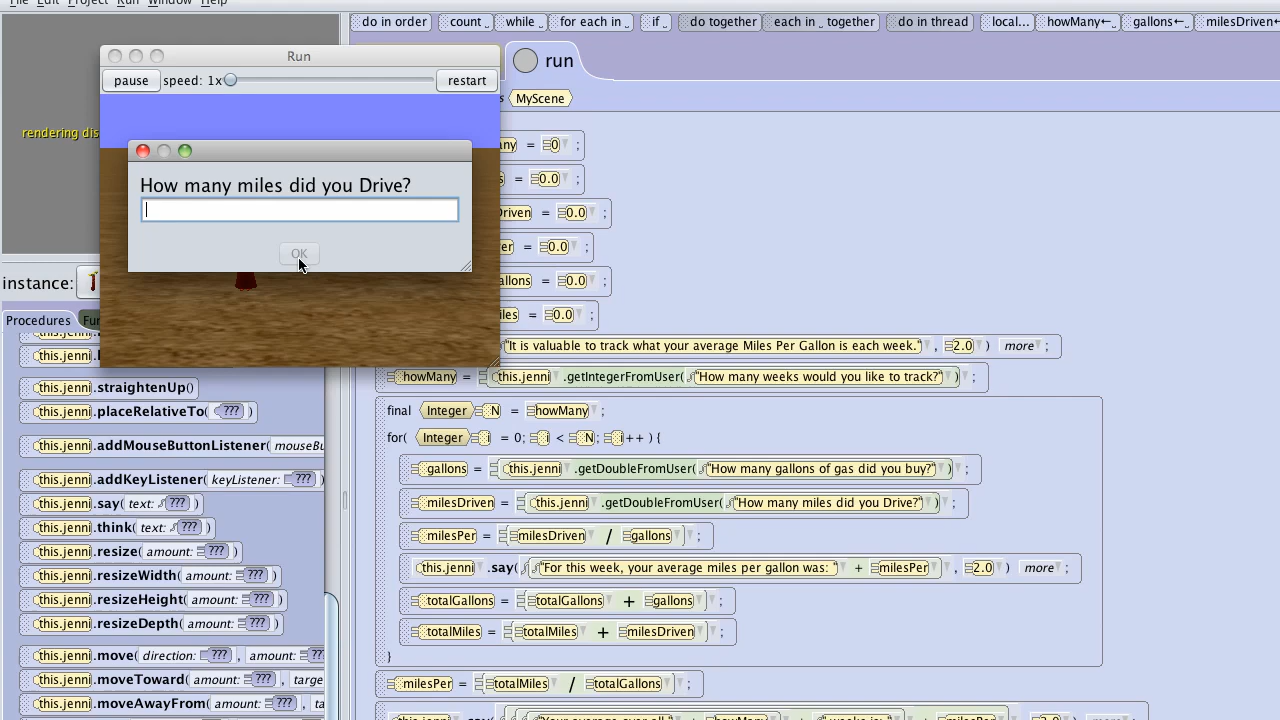 File Edit Project Run Window Help
do in order count while for each in if do together each in together do in thread local... howMany← gallons← milesDriven←
Run
run
pause speed: 1x restart
MyScene
rendering dis
= 0 ;
= 0.0 ;
Driven = 0.0 ;
= 0.0 ;
= 0.0 ;
= 0.0 ;
How many miles did you Drive?
OK
instance:
Procedures Fu
"It is valuable to track what your average Miles Per Gallon is each week." , 2.0 ) more ;
howMany = this.jenni .getIntegerFromUser( "How many weeks would you like to track?" ) ;
final Integer N = howMany ;
for( Integer i = 0; i < N; i++ ) {
gallons = this.jenni .getDoubleFromUser( "How many gallons of gas did you buy?" ) ;
milesDriven = this.jenni .getDoubleFromUser( "How many miles did you Drive?" ) ;
milesPer = ( milesDriven / gallons ) ;
this.jenni .say( ( "For this week, your average miles per gallon was: " + milesPer ) , 2.0 ) more ;
totalGallons = ( totalGallons + gallons ) ;
totalMiles = ( totalMiles + milesDriven ) ;
}
milesPer = ( totalMiles / totalGallons ) ;
this.jenni .straightenUp()
this.jenni .placeRelativeTo( ??? )
this.jenni .addMouseButtonListener( mouseBu
this.jenni .addKeyListener( keyListener: ??? )
this.jenni .say( text: ??? )
this.jenni .think( text: ??? )
this.jenni .resize( amount: ??? )
this.jenni .resizeWidth( amount: ??? )
this.jenni .resizeHeight( amount: ??? )
this.jenni .resizeDepth( amount: ??? )
this.jenni .move( direction: ??? , amount: ??
this.jenni .moveToward( amount: ??? , targe
this.jenni .moveAwayFrom( amount: ??? , ta